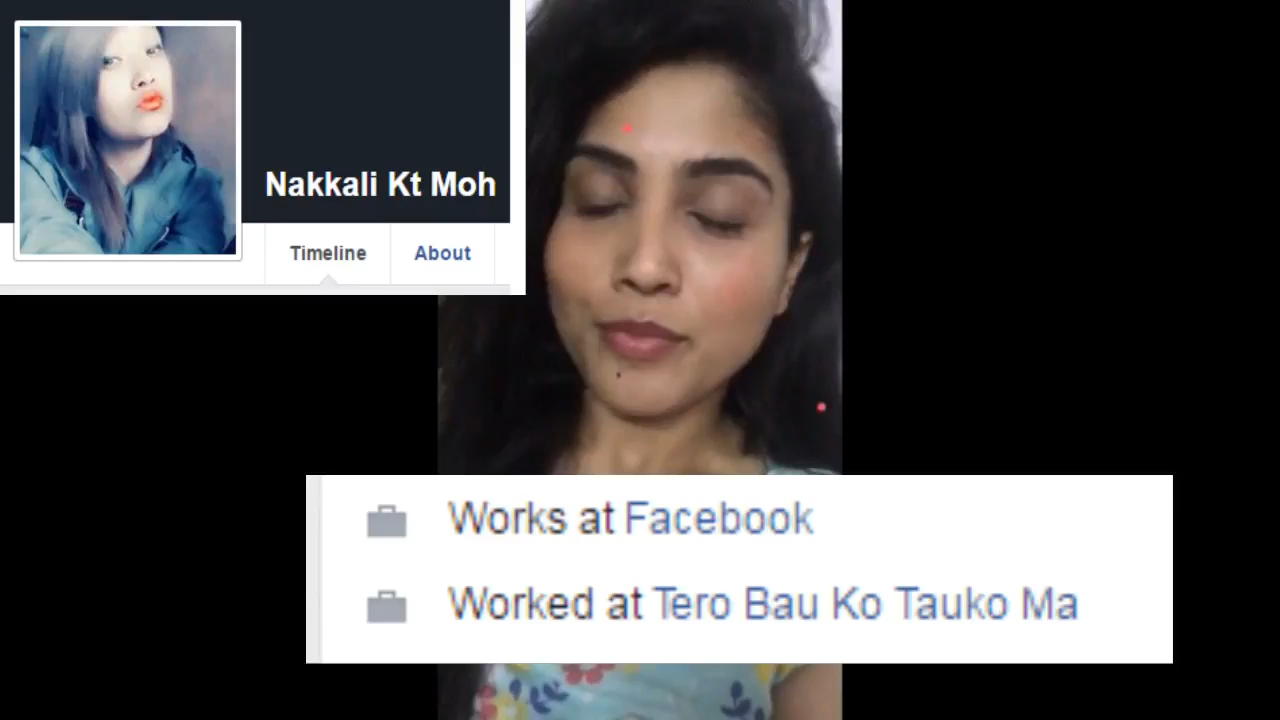 Nakkali Kt Moh
Timeline
About
Works at Facebook
Worked at Tero Bau Ko Tauko Ma